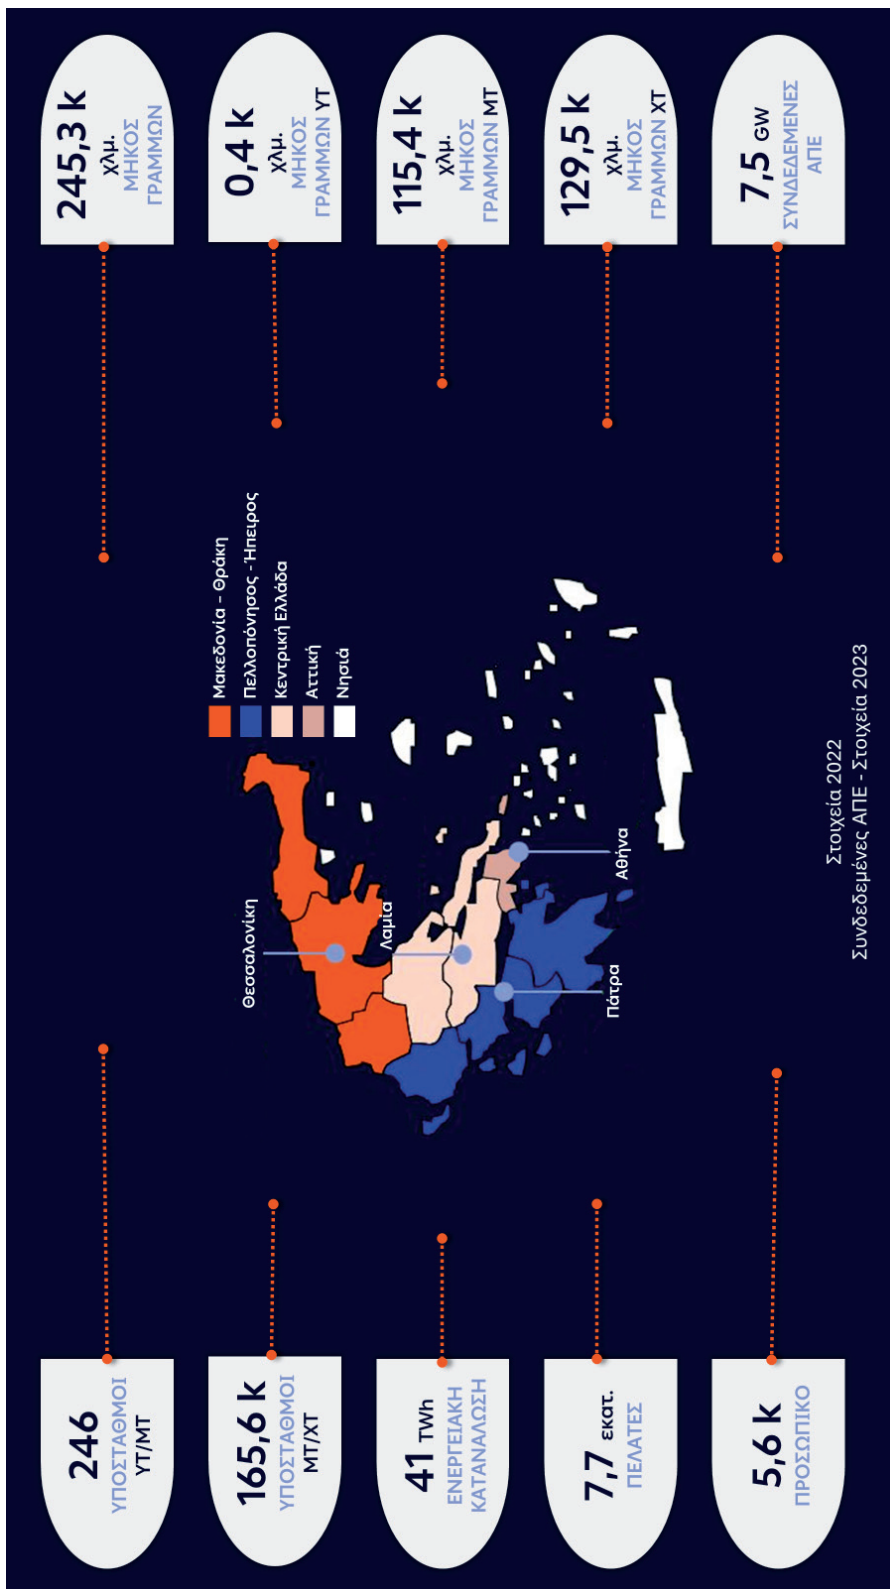 246
ΥΠΟΣΤΑΘΜΟΙ
ΥΤ/ΜΤ
165,6 k
ΥΠΟΣΤΑΘΜΟΙ
ΜΤ/ΧΤ
41 TWh
ΕΝΕΡΓΕΙΑΚΗ
ΚΑΤΑΝΑΛΩΣΗ
7,7 εκατ.
ΠΕΛΑΤΕΣ
5,6 k
ΠΡΟΣΩΠΙΚΟ
Θεσσαλονίκη
Λαμία
Πάτρα
Αθήνα
Μακεδονία – Θράκη
Πελλοπόνησος - Ήπειρος
Κεντρική Ελλάδα
Αττική
Νησιά
245,3 k
χλμ.
ΜΗΚΟΣ
ΓΡΑΜΜΩΝ
0,4 k
χλμ.
ΜΗΚΟΣ
ΓΡΑΜΜΩΝ ΥΤ
115,4 k
χλμ.
ΜΗΚΟΣ
ΓΡΑΜΜΩΝ ΜΤ
129,5 k
χλμ.
ΜΗΚΟΣ
ΓΡΑΜΜΩΝ ΧΤ
7,5 GW
ΣΥΝΔΕΔΕΜΕΝΕΣ
ΑΠΕ
Στοιχεία 2022
Συνδεδεμένες ΑΠΕ - Στοιχεία 2023